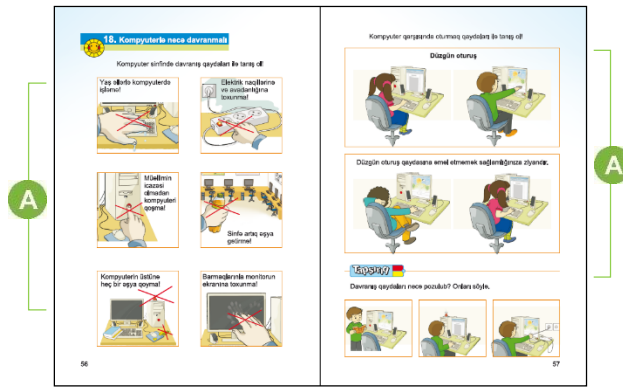 18. Kompyuterlə necə davranmalı
Kompyuter sinfində davranış qaydaları ilə tanış ol!
Yaş əllərlə kompyuterdə
işləmə!
Elektrik naqillərinə
və avadanlığına
toxunma!
Müəllimin
icazəsi
olmadan
kompyuteri
qoşma!
Sinfə artıq əşya
gətirmə!
Kompyuterin üstünə
heç bir əşya qoyma!
Barmaqlarınla monitorun
ekranına toxunma!
56
A
Kompyuter qarşısında oturmaq qaydaları ilə tanış ol!
Düzgün oturuş
Düzgün oturuş qaydasına əməl etməmək sağlamlığınıza ziyandır.
Tapşırıq
Davranış qaydaları necə pozulub? Onları söylə.
57
A